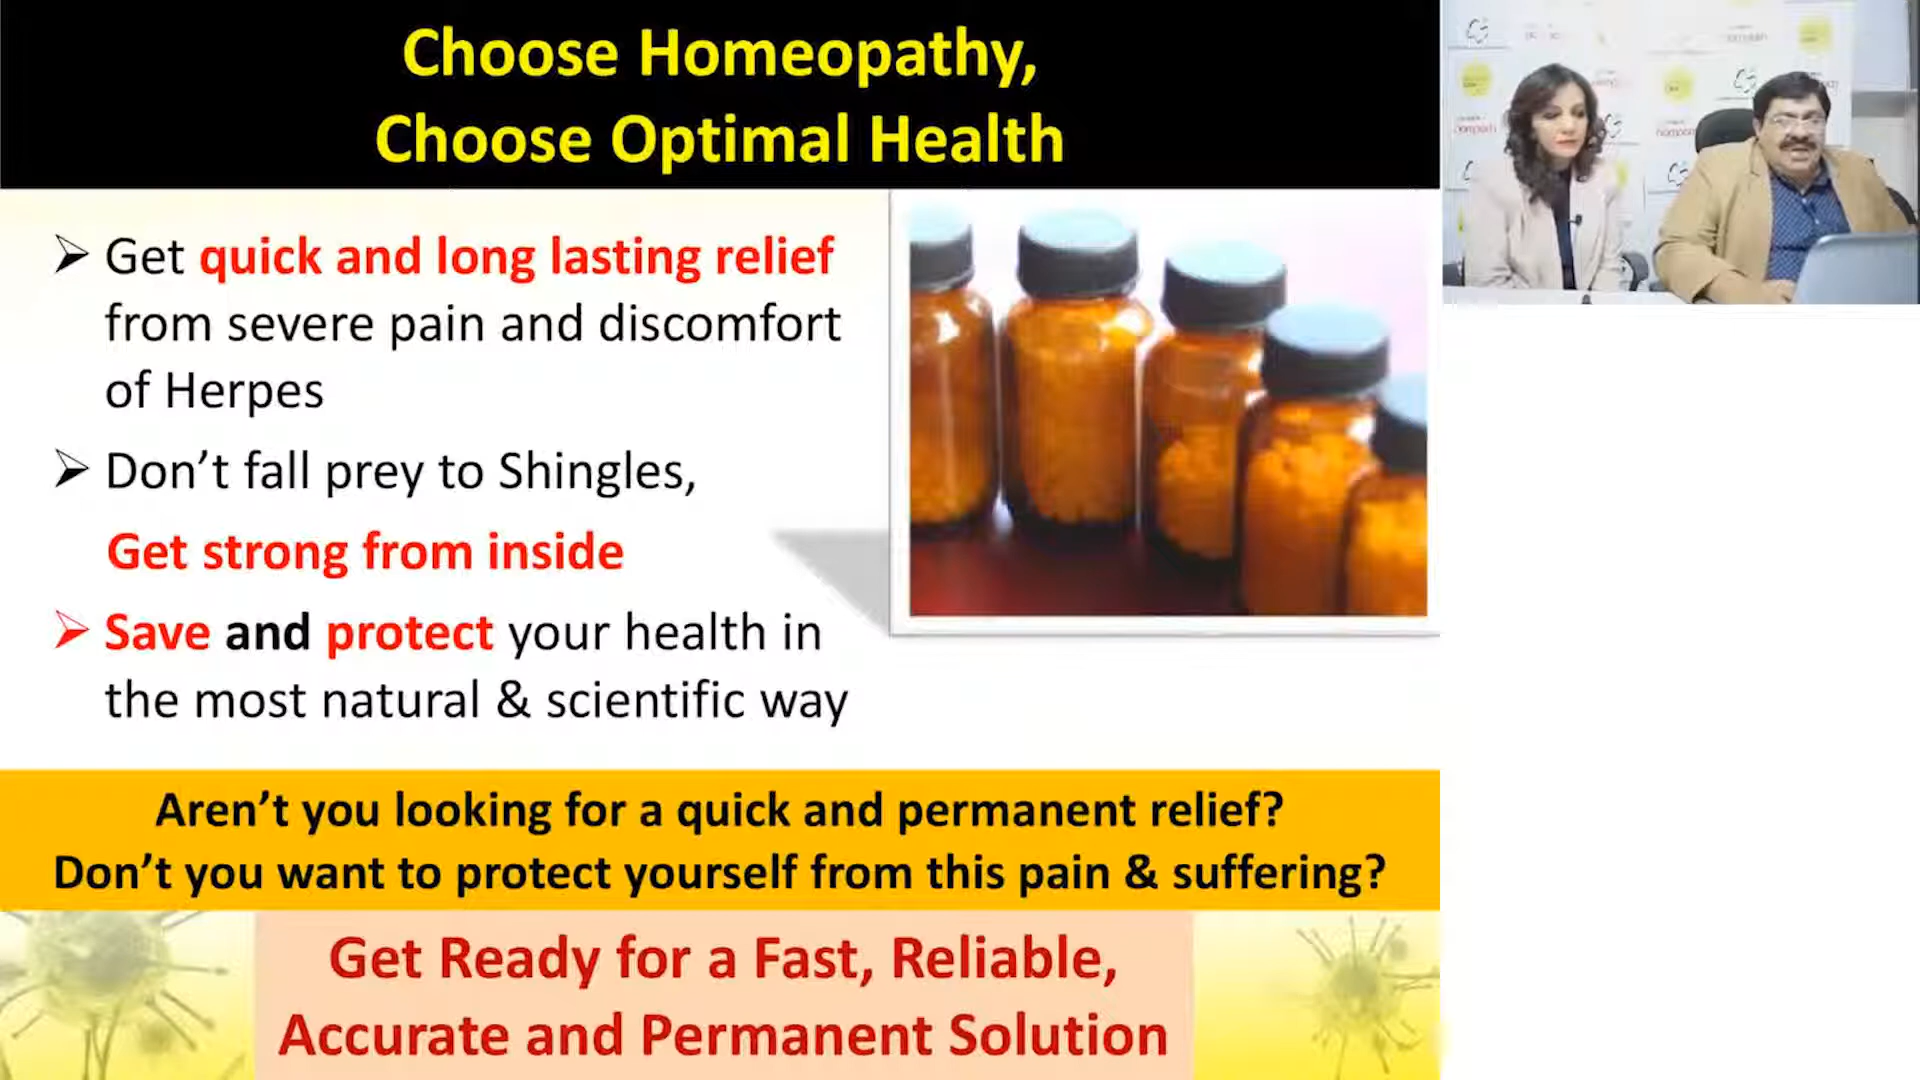 Choose Homeopathy,
Choose Optimal Health
Get quick and long lasting relief
from severe pain and discomfort
of Herpes
Don’t fall prey to Shingles,
Get strong from inside
Save and protect your health in
the most natural & scientific way
Aren’t you looking for a quick and permanent relief?
Don’t you want to protect yourself from this pain & suffering?
Get Ready for a Fast, Reliable,
Accurate and Permanent Solution